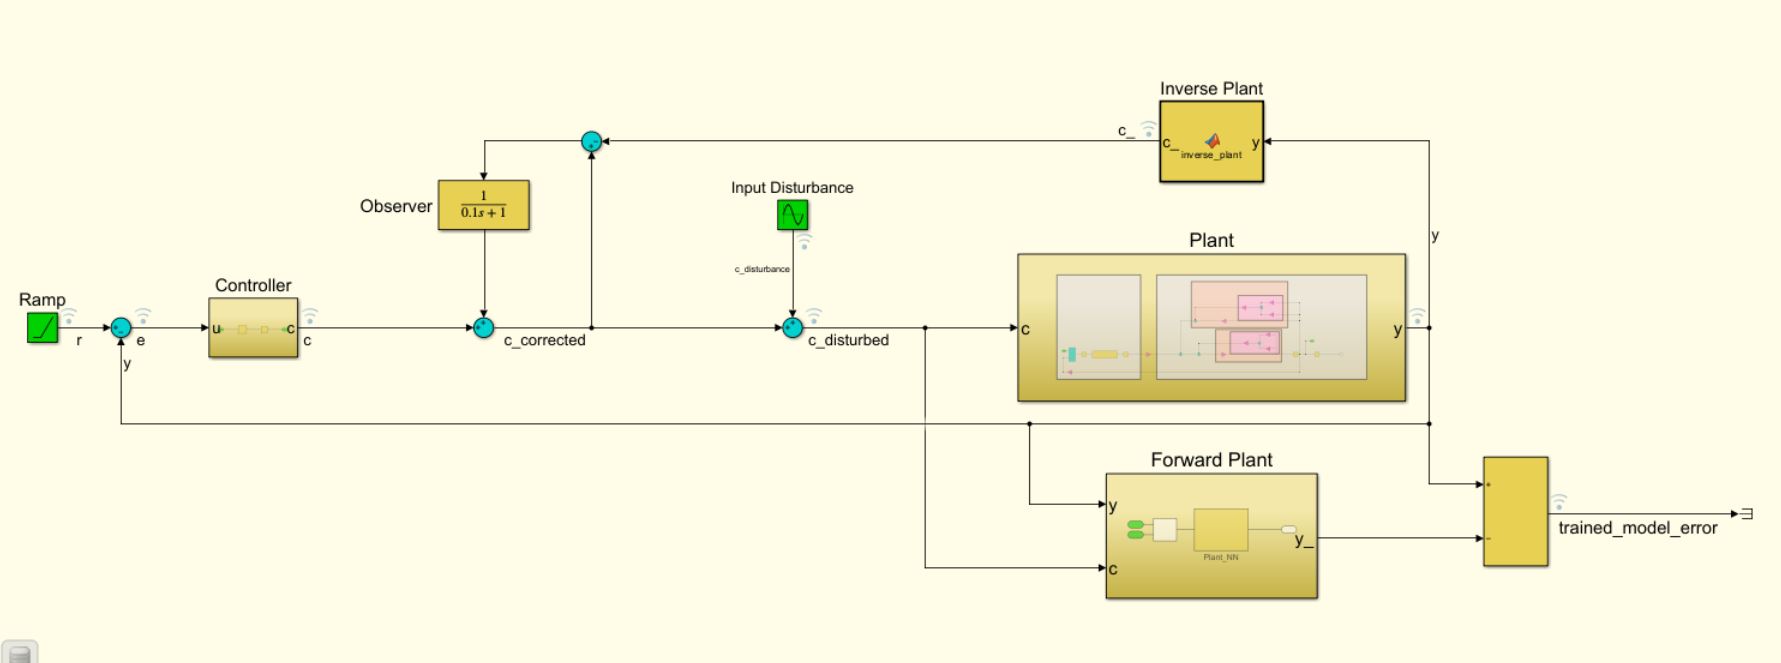 Inverse Plant
c_
c_
y
inverse_plant
Observer
1
0.1s + 1
Input Disturbance
y
Plant
c_disturbance
Controller
Ramp
r
e
u
c
c
c_corrected
c_disturbed
c
y
y
Forward Plant
y
c
Plant_NN
y_
trained_model_error